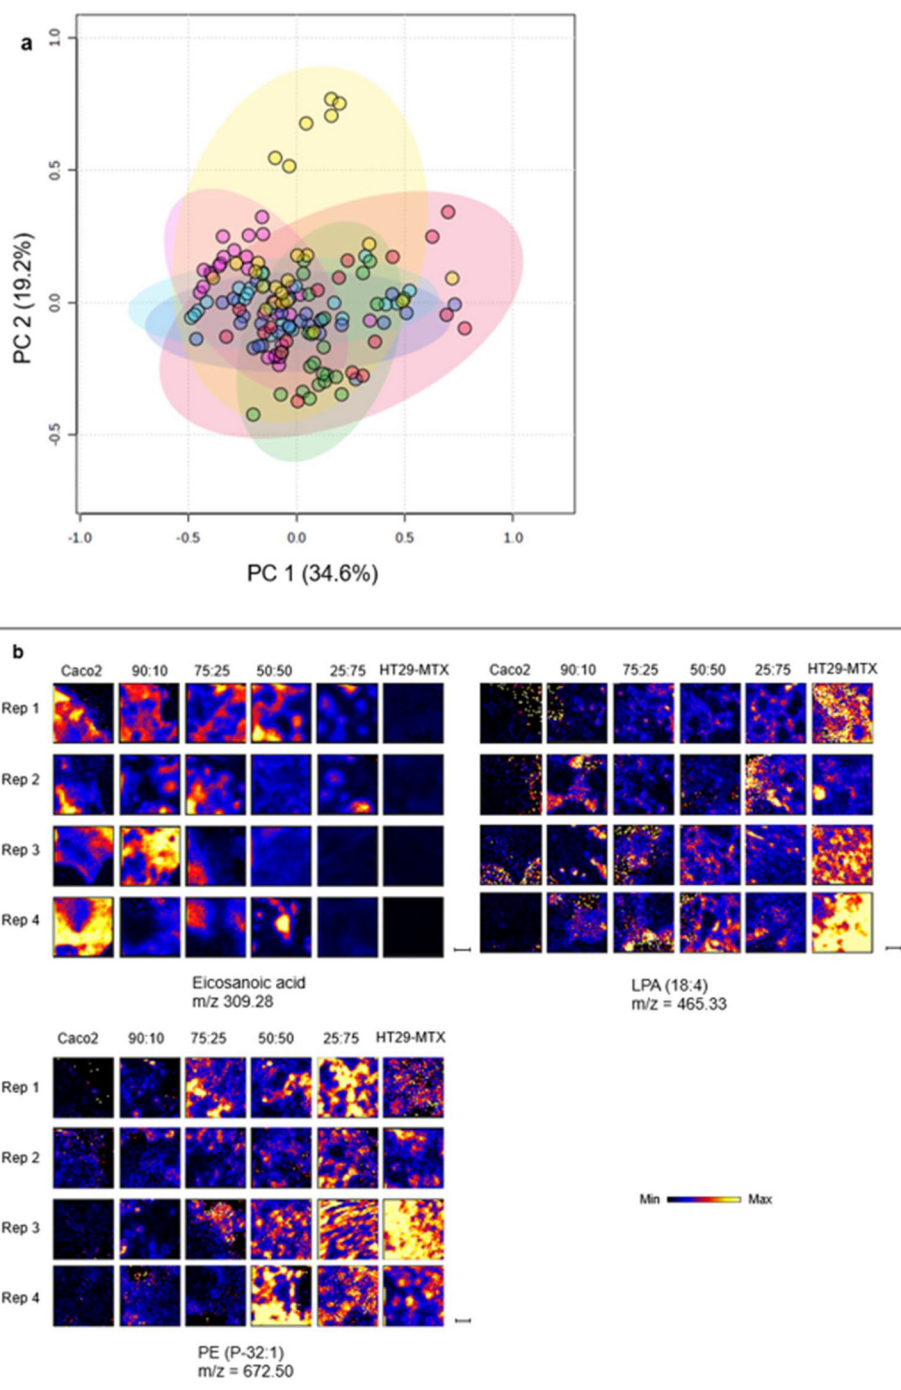 a
1.0
0.5
0.0
-0.5
PC 2 (19.2%)
-1.0 -0.5 0.0 0.5 1.0
PC 1 (34.6%)
b
Caco2 90:10 75:25 50:50 25:75 HT29-MTX
Rep 1
Rep 2
Rep 3
Rep 4
Eicosanoic acid
m/z 309.28
Caco2 90:10 75:25 50:50 25:75 HT29-MTX
LPA (18:4)
m/z = 465.33
Caco2 90:10 75:25 50:50 25:75 HT29-MTX
Rep 1
Rep 2
Rep 3
Rep 4
PE (P-32:1)
m/z = 672.50
Min Max